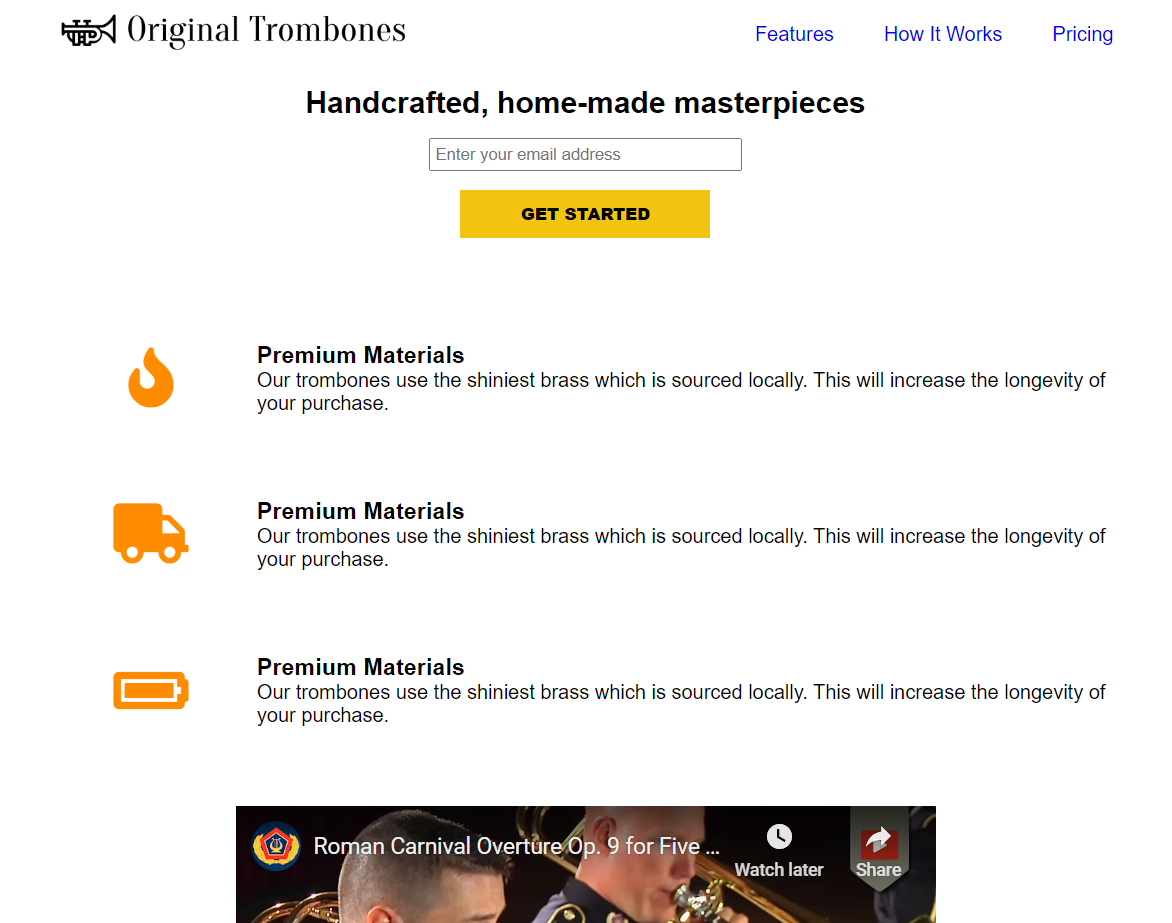 Original Trombones
Features
How It Works
Pricing
Handcrafted, home-made masterpieces
Enter your email address
GET STARTED
Premium Materials
Our trombones use the shiniest brass which is sourced locally. This will increase the longevity of
your purchase.
Premium Materials
Our trombones use the shiniest brass which is sourced locally. This will increase the longevity of
your purchase.
Premium Materials
Our trombones use the shiniest brass which is sourced locally. This will increase the longevity of
your purchase.
Roman Carnival Overture Op. 9 for Five ...
Watch later
Share